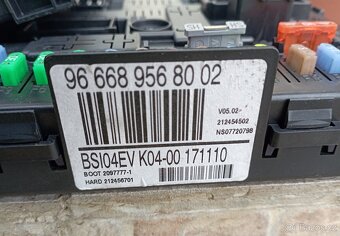 96 668 956 80 02
V05.02-
212454502
NS07720798
BSI04EV K04-00 171110
BOOT 2097777-1
HARD 212456701